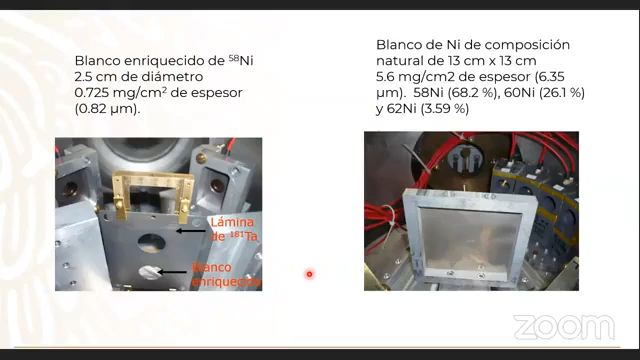 Blanco enriquecido de ⁵⁸Ni
2.5 cm de diámetro
0.725 mg/cm² de espesor
(0.82 µm).
Blanco de Ni de composición
natural de 13 cm x 13 cm
5.6 mg/cm2 de espesor (6.35
µm). 58Ni (68.2 %), 60Ni (26.1 %)
y 62Ni (3.59 %)
Lámina
de ¹⁸¹Ta
Blanco
enriquecido
zoom